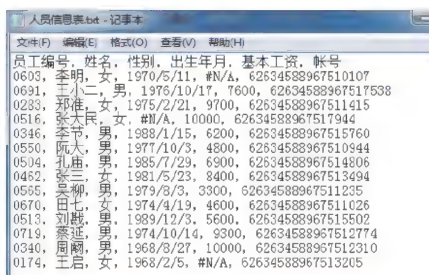 人员信息表.txt - 记事本
文件(F) 编辑(E) 格式(O) 查看(V) 帮助(H)
员工编号, 姓名, 性别, 出生年月, 基本工资, 帐号
0603, 李明, 女, 1970/5/11, #N/A, 62634588967510107
0691, 王小二, 男, 1976/10/17, 7600, 62634588967517538
0283, 郑准, 女, 1975/2/21, 9700, 62634588967511415
0516, 张大民, 女, #N/A, 10000, 62634588967517944
0346, 李节, 男, 1988/1/15, 6200, 62634588967515760
0550, 阮大, 男, 1977/10/3, 4800, 62634588967510944
0504, 孔庙, 男, 1985/7/29, 6900, 62634588967514806
0462, 张三, 女, 1981/5/23, 8400, 62634588967513494
0565, 吴柳, 男, 1979/8/3, 3300, 62634588967511235
0670, 田七, 女, 1974/4/19, 4600, 62634588967511026
0513, 刘戡, 男, 1989/12/3, 5600, 62634588967515502
0719, 蔡延, 男, 1974/10/14, 9300, 62634588967512774
0340, 周阙, 男, 1968/8/27, 10000, 62634588967512310
0174, 王启, 女, 1968/2/5, #N/A, 62634588967513205